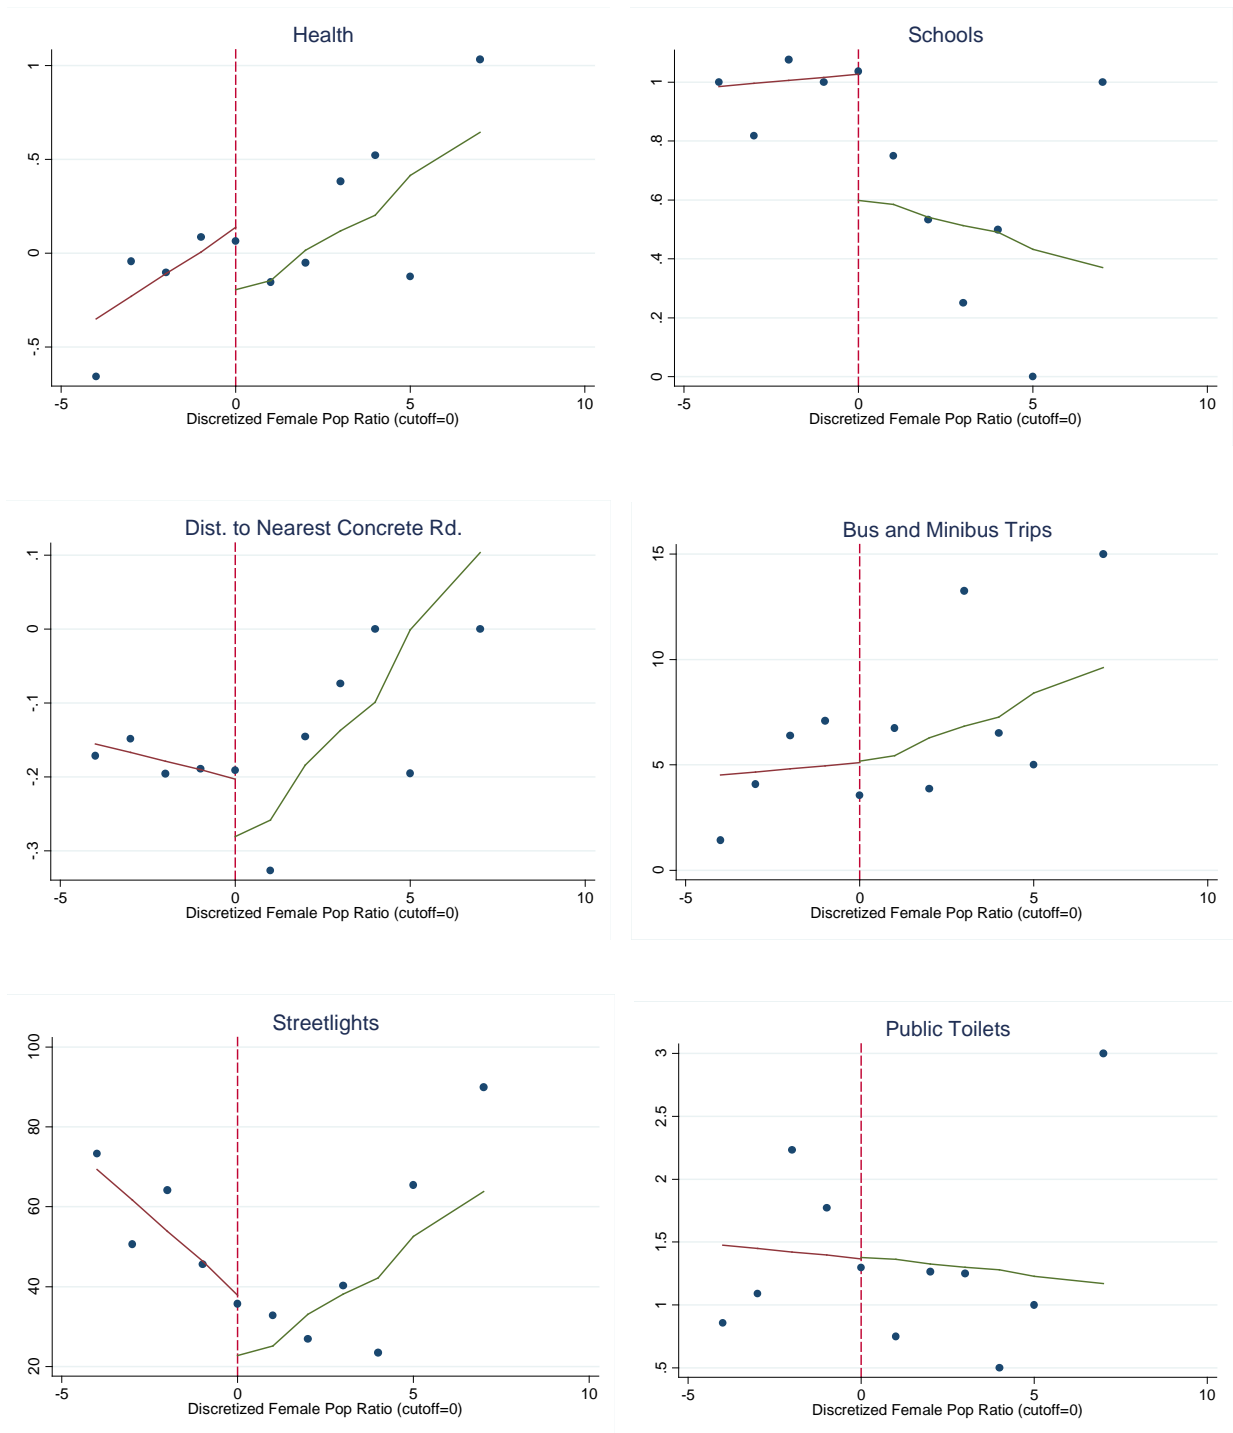 Health
1
.5
0
-.5
-5 0 5 10
Discretized Female Pop Ratio (cutoff=0)
Schools
1
.8
.6
.4
.2
0
-5 0 5 10
Discretized Female Pop Ratio (cutoff=0)
Dist. to Nearest Concrete Rd.
.1
0
-.1
-.2
-.3
-5 0 5 10
Discretized Female Pop Ratio (cutoff=0)
Bus and Minibus Trips
15
10
5
0
-5 0 5 10
Discretized Female Pop Ratio (cutoff=0)
Streetlights
100
80
60
40
20
-5 0 5 10
Discretized Female Pop Ratio (cutoff=0)
Public Toilets
3
2.5
2
1.5
1
.5
-5 0 5 10
Discretized Female Pop Ratio (cutoff=0)